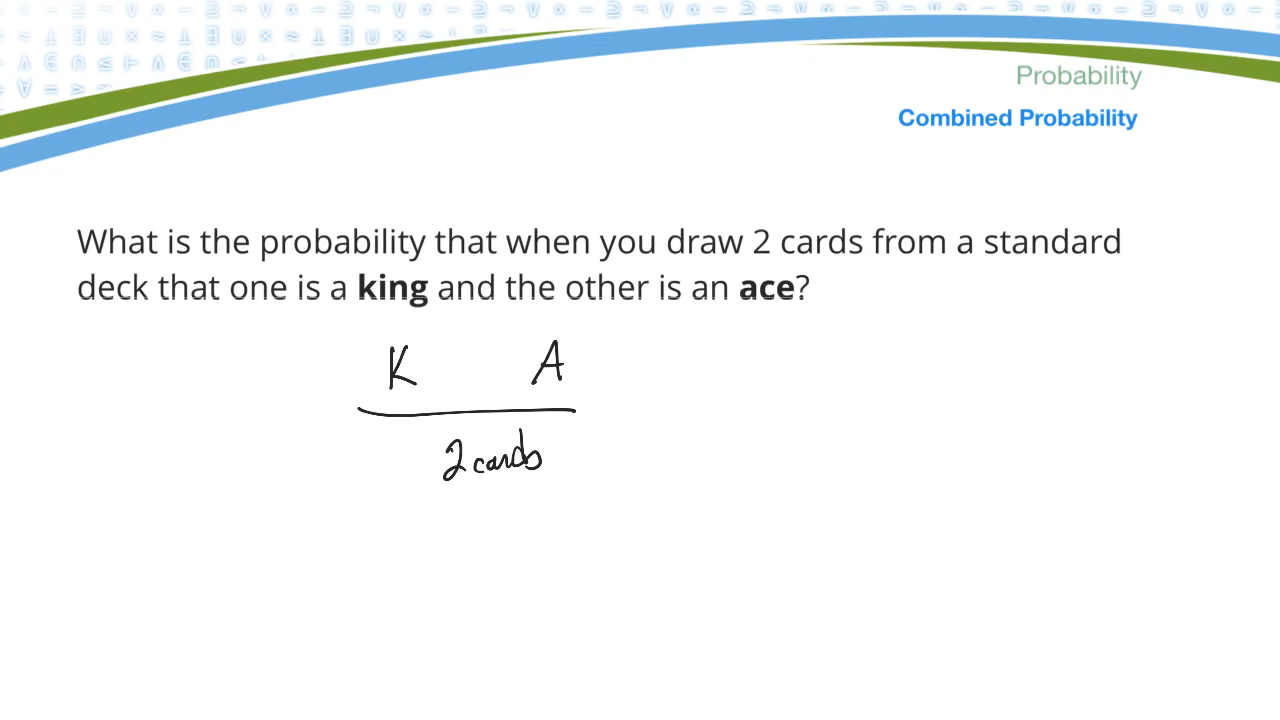 Probability
Combined Probability
What is the probability that when you draw 2 cards from a standard
deck that one is a king and the other is an ace?
K A
2 cards